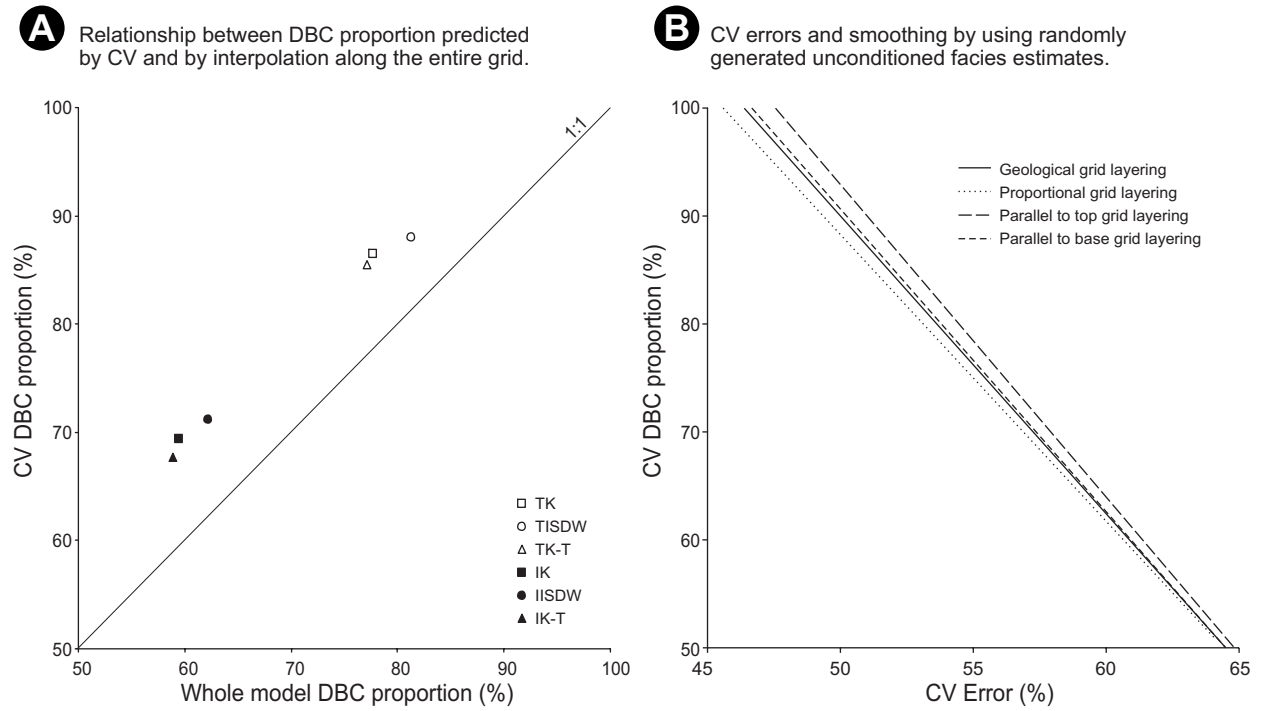 A
Relationship between DBC proportion predicted
by CV and by interpolation along the entire grid.
100
90
80
70
60
50
CV DBC proportion (%)
1:1
TK
TISDW
TK-T
IK
IISDW
IK-T
50 60 70 80 90 100
Whole model DBC proportion (%)
B
CV errors and smoothing by using randomly
generated unconditioned facies estimates.
100
90
80
70
60
50
CV DBC proportion (%)
Geological grid layering
Proportional grid layering
Parallel to top grid layering
Parallel to base grid layering
45 50 55 60 65
CV Error (%)